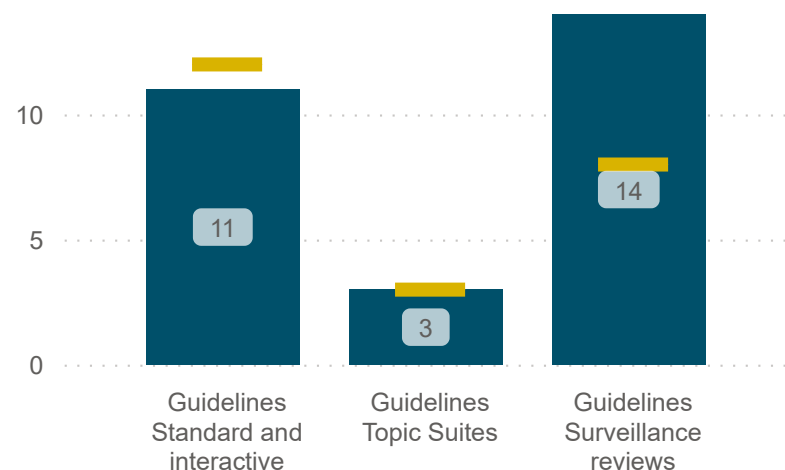 10
5
0
11
3
14
Guidelines
Standard and
interactive
Guidelines
Topic Suites
Guidelines
Surveillance
reviews